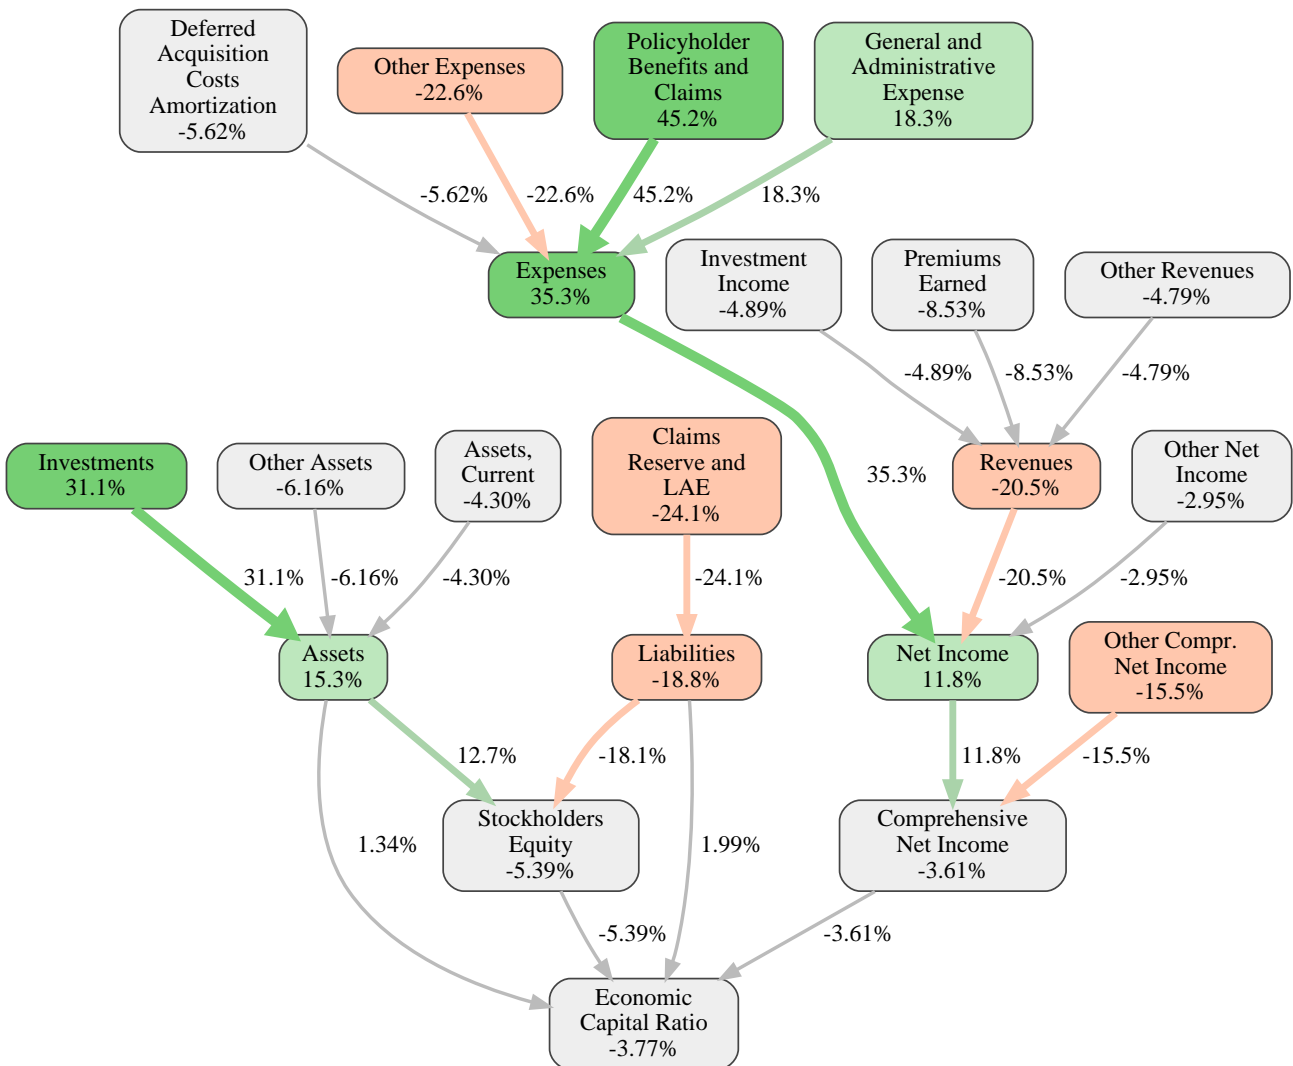 Deferred
Acquisition
Costs
Amortization
-5.62%
Other Expenses
-22.6%
Policyholder
Benefits and
Claims
45.2%
General and
Administrative
Expense
18.3%
-5.62%
-22.6%
45.2%
18.3%
Expenses
35.3%
Investment
Income
-4.89%
Premiums
Earned
-8.53%
Other Revenues
-4.79%
-4.89%
-8.53%
-4.79%
Investments
31.1%
Other Assets
-6.16%
Assets,
Current
-4.30%
Claims
Reserve and
LAE
-24.1%
35.3%
Revenues
-20.5%
Other Net
Income
-2.95%
31.1%
-6.16%
-4.30%
-24.1%
-20.5%
-2.95%
Assets
15.3%
Liabilities
-18.8%
Net Income
11.8%
Other Compr.
Net Income
-15.5%
12.7%
-18.1%
11.8%
-15.5%
1.34%
Stockholders
Equity
-5.39%
1.99%
Comprehensive
Net Income
-3.61%
-5.39%
-3.61%
Economic
Capital Ratio
-3.77%